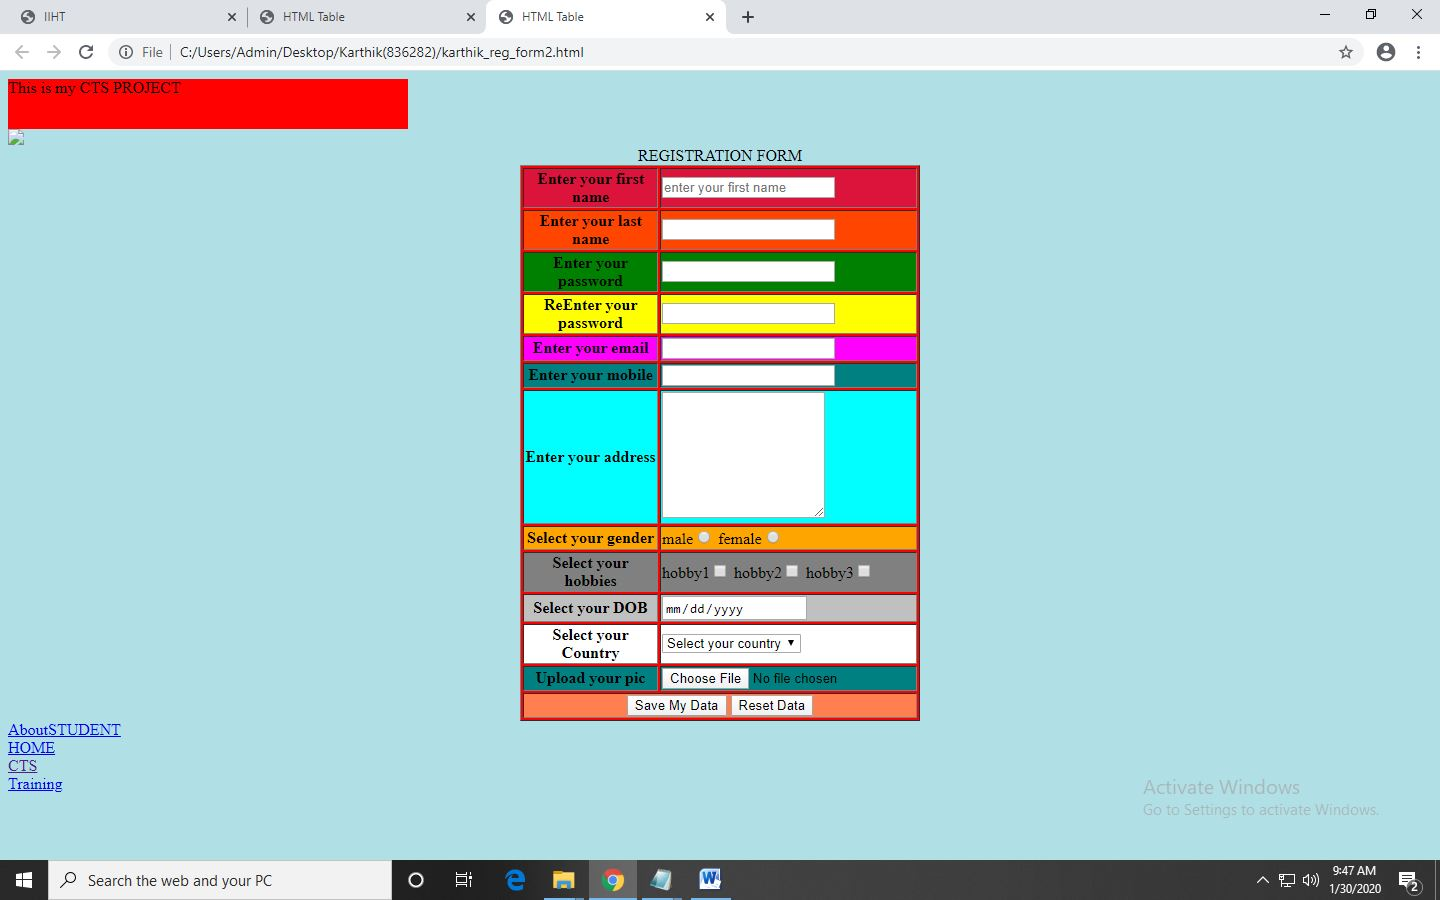 IIHT
HTML Table
HTML Table
File
C:/Users/Admin/Desktop/Karthik(836282)/karthik_reg_form2.html
This is my CTS PROJECT
REGISTRATION FORM
Enter your first
name
enter your first name
Enter your last
name
Enter your
password
ReEnter your
password
Enter your email
Enter your mobile
Enter your address
Select your gender
male female
Select your
hobbies
hobby1 hobby2 hobby3
Select your DOB
mm/dd/yyyy
Select your
Country
Select your country
Upload your pic
Choose File No file chosen
Save My Data Reset Data
AboutSTUDENT
HOME
CTS
Training
Activate Windows
Go to Settings to activate Windows.
Search the web and your PC
9:47 AM
1/30/2020
2